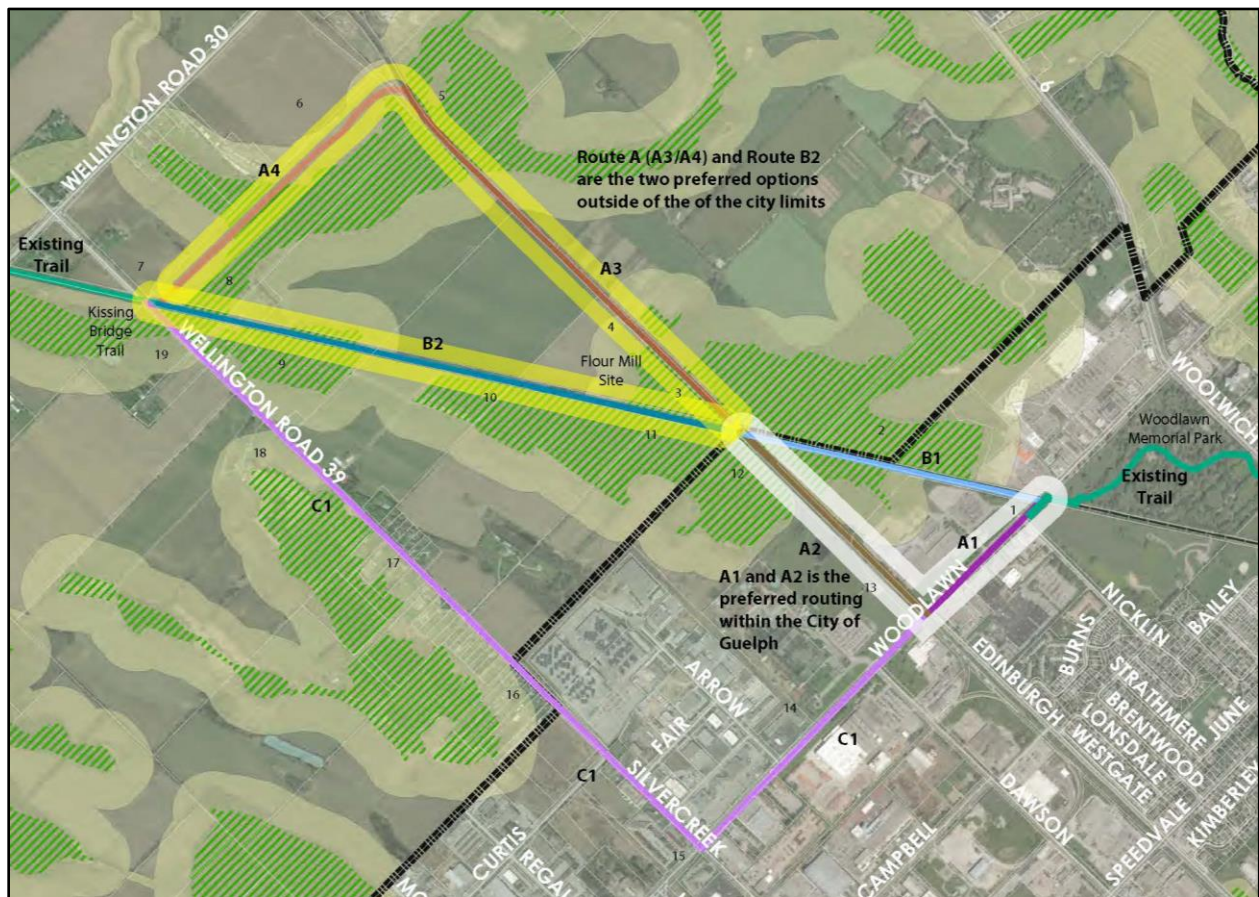 WELLINGTON ROAD 30
6
6
5
A4
Route A (A3/A4) and Route B2
are the two preferred options
outside of the of the city limits
Existing
Trail
7
8
A3
Kissing
Bridge
Trail
4
B2
Flour Mill
Site
3
19
9
10
11
12
2
B1
WOOLWICH
Woodlawn
Memorial Park
Existing
Trail
WELLINGTON ROAD 39
18
C1
17
1
A1
A2
13
A1 and A2 is the
preferred routing
within the City of
Guelph
WOODLAWN
NICKLIN
BAILEY
BURNS
EDINBURGH
STRATHMERE
BRENTWOOD
LONSDALE
WESTGATE
JUNE
16
ARROW
FAIR
14
C1
C1
SILVERCREEK
15
DAWSON
SPEEDVALE
CAMPBELL
CURTIS